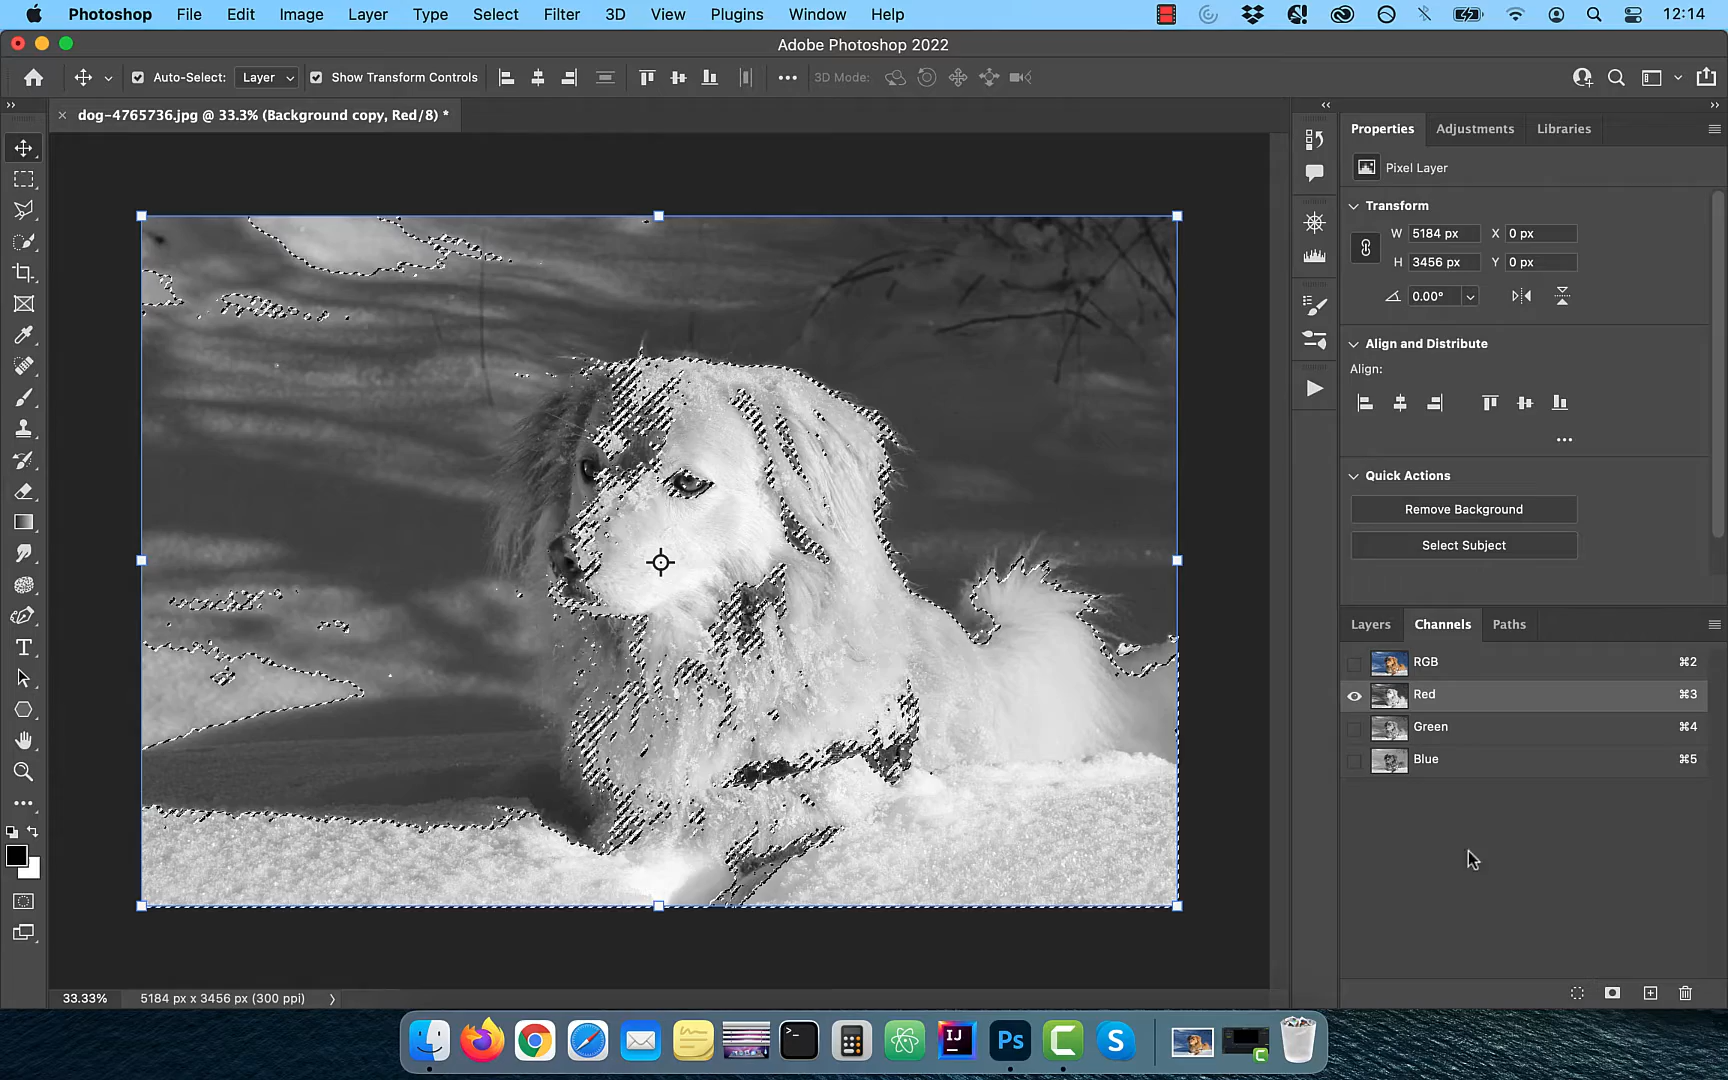 Photoshop File Edit Image Layer Type Select Filter 3D View Plugins Window Help 12:14
Adobe Photoshop 2022
Auto-Select: Layer Show Transform Controls 3D Mode:
dog-4765736.jpg @ 33.3% (Background copy, Red/8) *
Properties Adjustments Libraries
Pixel Layer
Transform
W 5184 px X 0 px
H 3456 px Y 0 px
0.00°
Align and Distribute
Align:
Quick Actions
Remove Background
Select Subject
Layers Channels Paths
RGB ⌘2
Red ⌘3
Green ⌘4
Blue ⌘5
33.33% 5184 px x 3456 px (300 ppi)
IJ
Ps